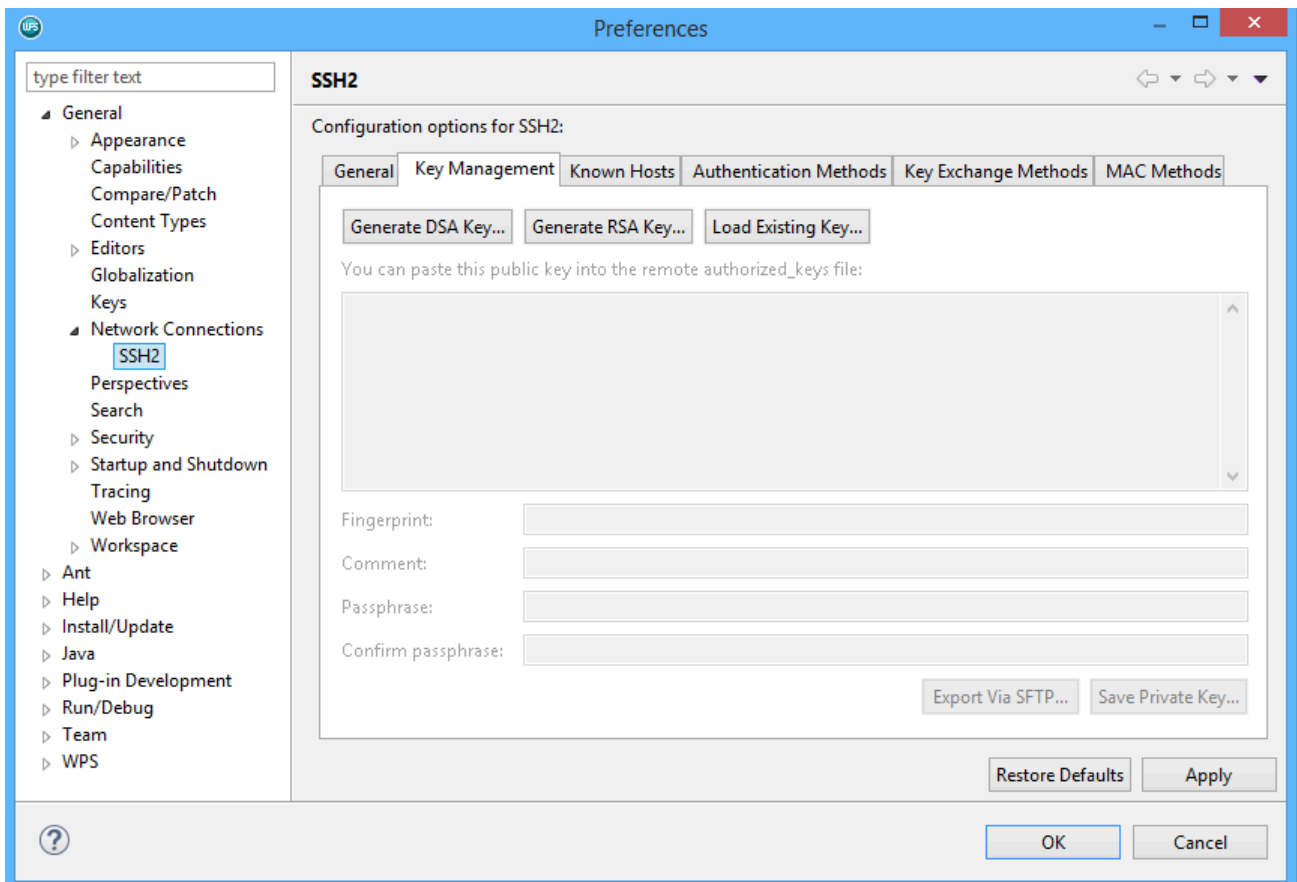 WPS
Preferences
type filter text
General
Appearance
Capabilities
Compare/Patch
Content Types
Editors
Globalization
Keys
Network Connections
SSH2
Perspectives
Search
Security
Startup and Shutdown
Tracing
Web Browser
Workspace
Ant
Help
Install/Update
Java
Plug-in Development
Run/Debug
Team
WPS
SSH2
Configuration options for SSH2:
General Key Management Known Hosts Authentication Methods Key Exchange Methods MAC Methods
Generate DSA Key... Generate RSA Key... Load Existing Key...
You can paste this public key into the remote authorized_keys file:
Fingerprint:
Comment:
Passphrase:
Confirm passphrase:
Export Via SFTP... Save Private Key...
Restore Defaults Apply
? OK Cancel